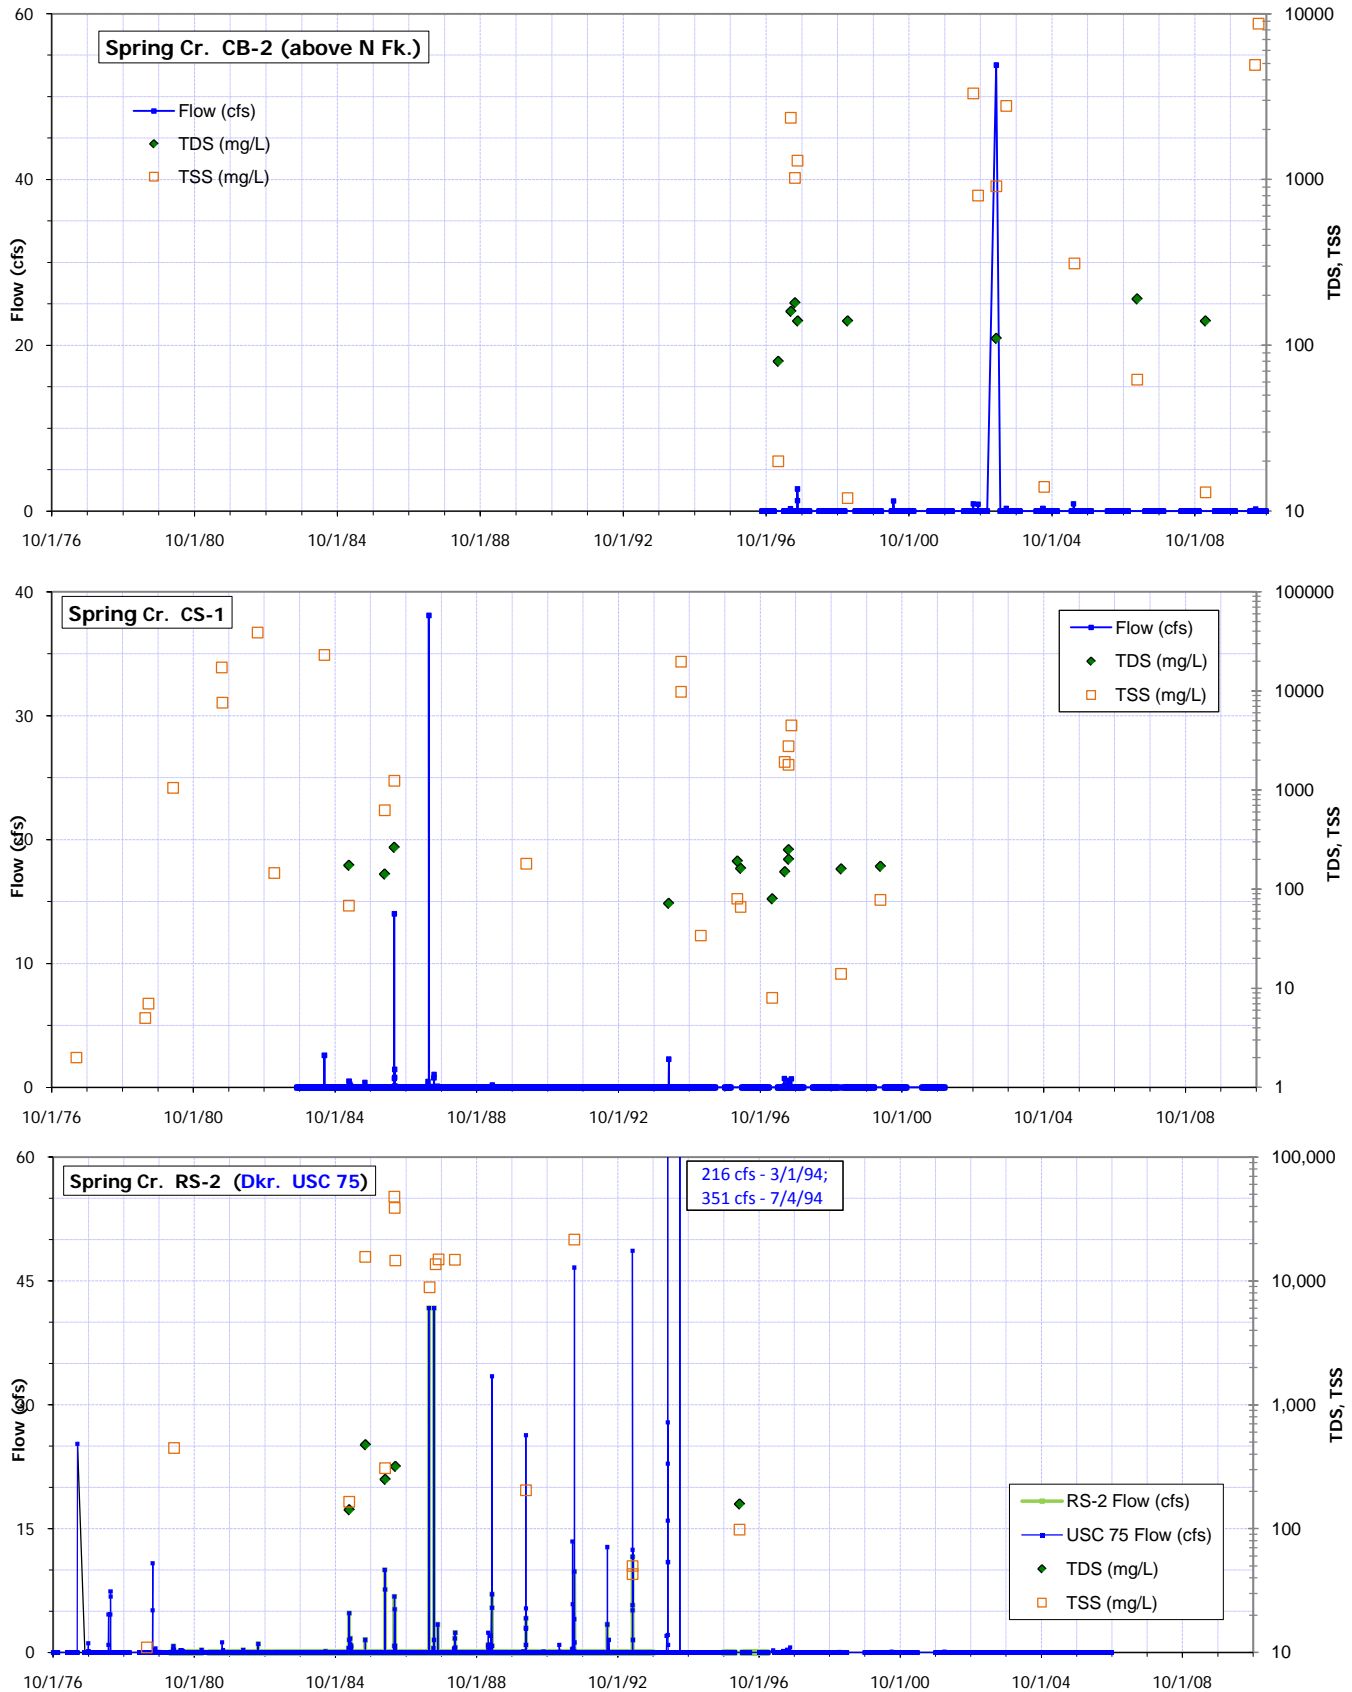 Spring Cr. CB-2 (above N Fk.)
Flow (cfs)
TDS (mg/L)
TSS (mg/L)
60
40
20
0
Flow (cfs)
10000
1000
100
10
TDS, TSS
10/1/76 10/1/80 10/1/84 10/1/88 10/1/92 10/1/96 10/1/00 10/1/04 10/1/08
Spring Cr. CS-1
Flow (cfs)
TDS (mg/L)
TSS (mg/L)
40
30
20
10
0
Flow (cfs)
100000
10000
1000
100
10
1
TDS, TSS
10/1/76 10/1/80 10/1/84 10/1/88 10/1/92 10/1/96 10/1/00 10/1/04 10/1/08
Spring Cr. RS-2 (Dkr. USC 75)
216 cfs - 3/1/94;
351 cfs - 7/4/94
RS-2 Flow (cfs)
USC 75 Flow (cfs)
TDS (mg/L)
TSS (mg/L)
60
45
30
15
0
Flow (cfs)
100,000
10,000
1,000
100
10
TDS, TSS
10/1/76 10/1/80 10/1/84 10/1/88 10/1/92 10/1/96 10/1/00 10/1/04 10/1/08